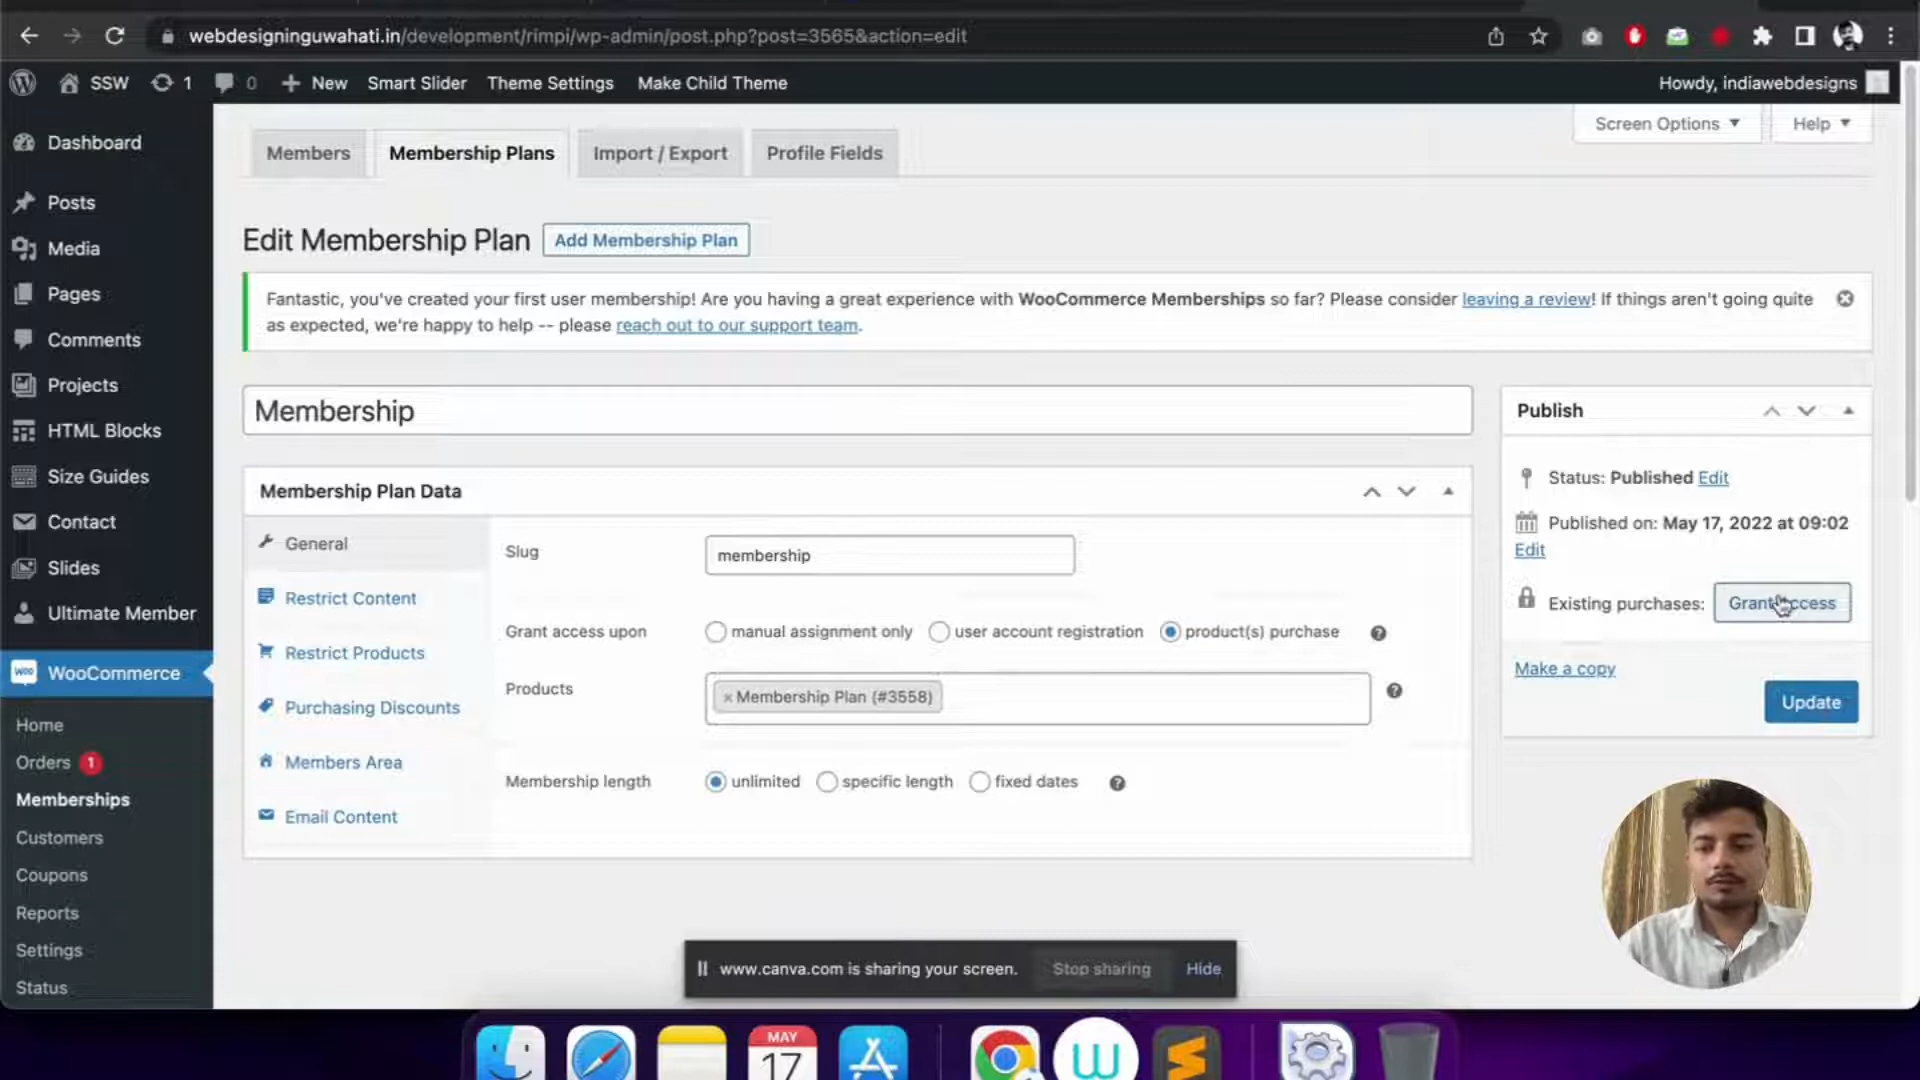 webdesigninguwahati.in/development/rimpi/wp-admin/post.php?post=3565&action=edit
SSW 1 0 New Smart Slider Theme Settings Make Child Theme Howdy, indiawebdesigns
Screen Options Help
Members Membership Plans Import / Export Profile Fields
Edit Membership Plan Add Membership Plan
Fantastic, you've created your first user membership! Are you having a great experience with WooCommerce Memberships so far? Please consider leaving a review! If things aren't going quite
as expected, we're happy to help -- please reach out to our support team.
Dashboard
Posts
Media
Pages
Comments
Projects
HTML Blocks
Size Guides
Contact
Slides
Ultimate Member
WooCommerce
Home
Orders 1
Memberships
Customers
Coupons
Reports
Settings
Status
Membership
Membership Plan Data
General
Restrict Content
Restrict Products
Purchasing Discounts
Members Area
Email Content
Slug membership
Grant access upon manual assignment only user account registration product(s) purchase
Products × Membership Plan (#3558)
Membership length unlimited specific length fixed dates
Publish
Status: Published Edit
Published on: May 17, 2022 at 09:02
Edit
Existing purchases: Grant access
Make a copy
Update
www.canva.com is sharing your screen. Stop sharing Hide
MAY
17